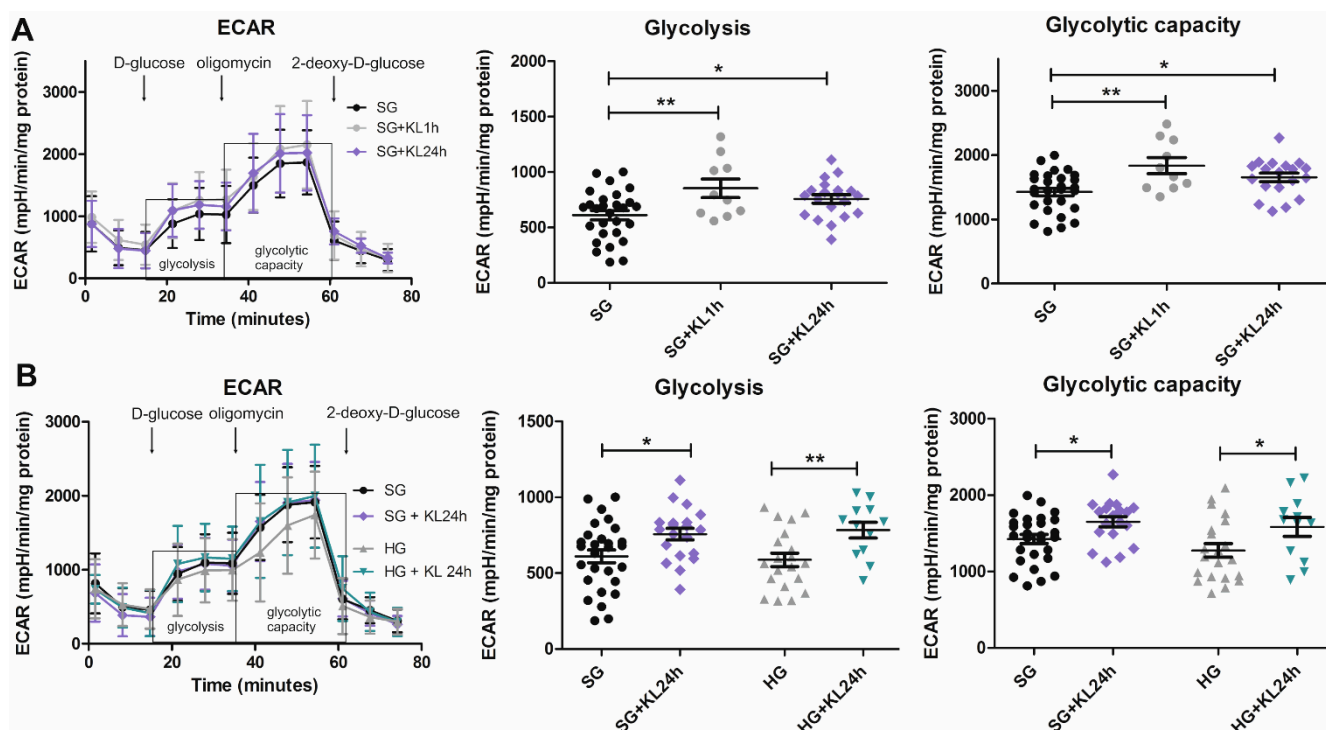 A
ECAR
D-glucose oligomycin 2-deoxy-D-glucose
SG
SG+KL1h
SG+KL24h
glycolysis
glycolytic
capacity
3000
2000
1000
0
0 20 40 60 80
ECAR (mpH/min/mg protein)
Time (minutes)
Glycolysis
*
**
2000
1500
1000
500
0
ECAR (mpH/min/mg protein)
SG
SG+KL1h
SG+KL24h
Glycolytic capacity
*
**
3000
2000
1000
0
ECAR (mpH/min/mg protein)
SG
SG+KL1h
SG+KL24h
B
ECAR
D-glucose oligomycin 2-deoxy-D-glucose
SG
SG + KL24h
HG
HG + KL 24h
glycolysis
glycolytic
capacity
3000
2000
1000
0
0 20 40 60 80
ECAR (mpH/min/mg protein)
Time (minutes)
Glycolysis
*
**
1500
1000
500
0
ECAR (mpH/min/mg protein)
SG
SG+KL24h
HG
HG+KL24h
Glycolytic capacity
*
*
3000
2000
1000
0
ECAR (mpH/min/mg protein)
SG
SG+KL24h
HG
HG+KL24h